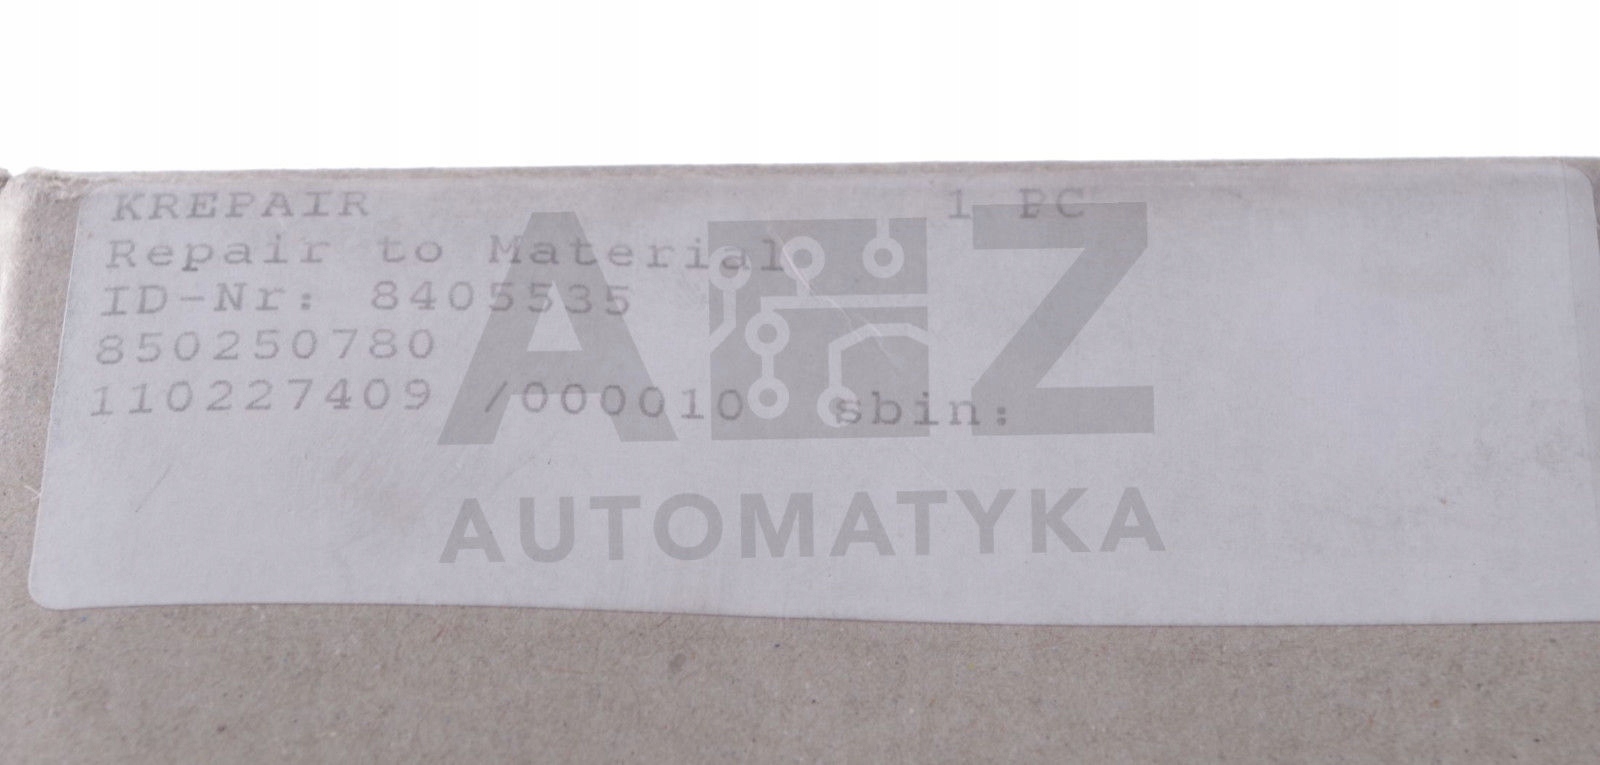 KREPAIR 1 PC
Repair to Material
ID-Nr: 8405535
850250780
110227409 /000010 sbin:
A Z
AUTOMATYKA